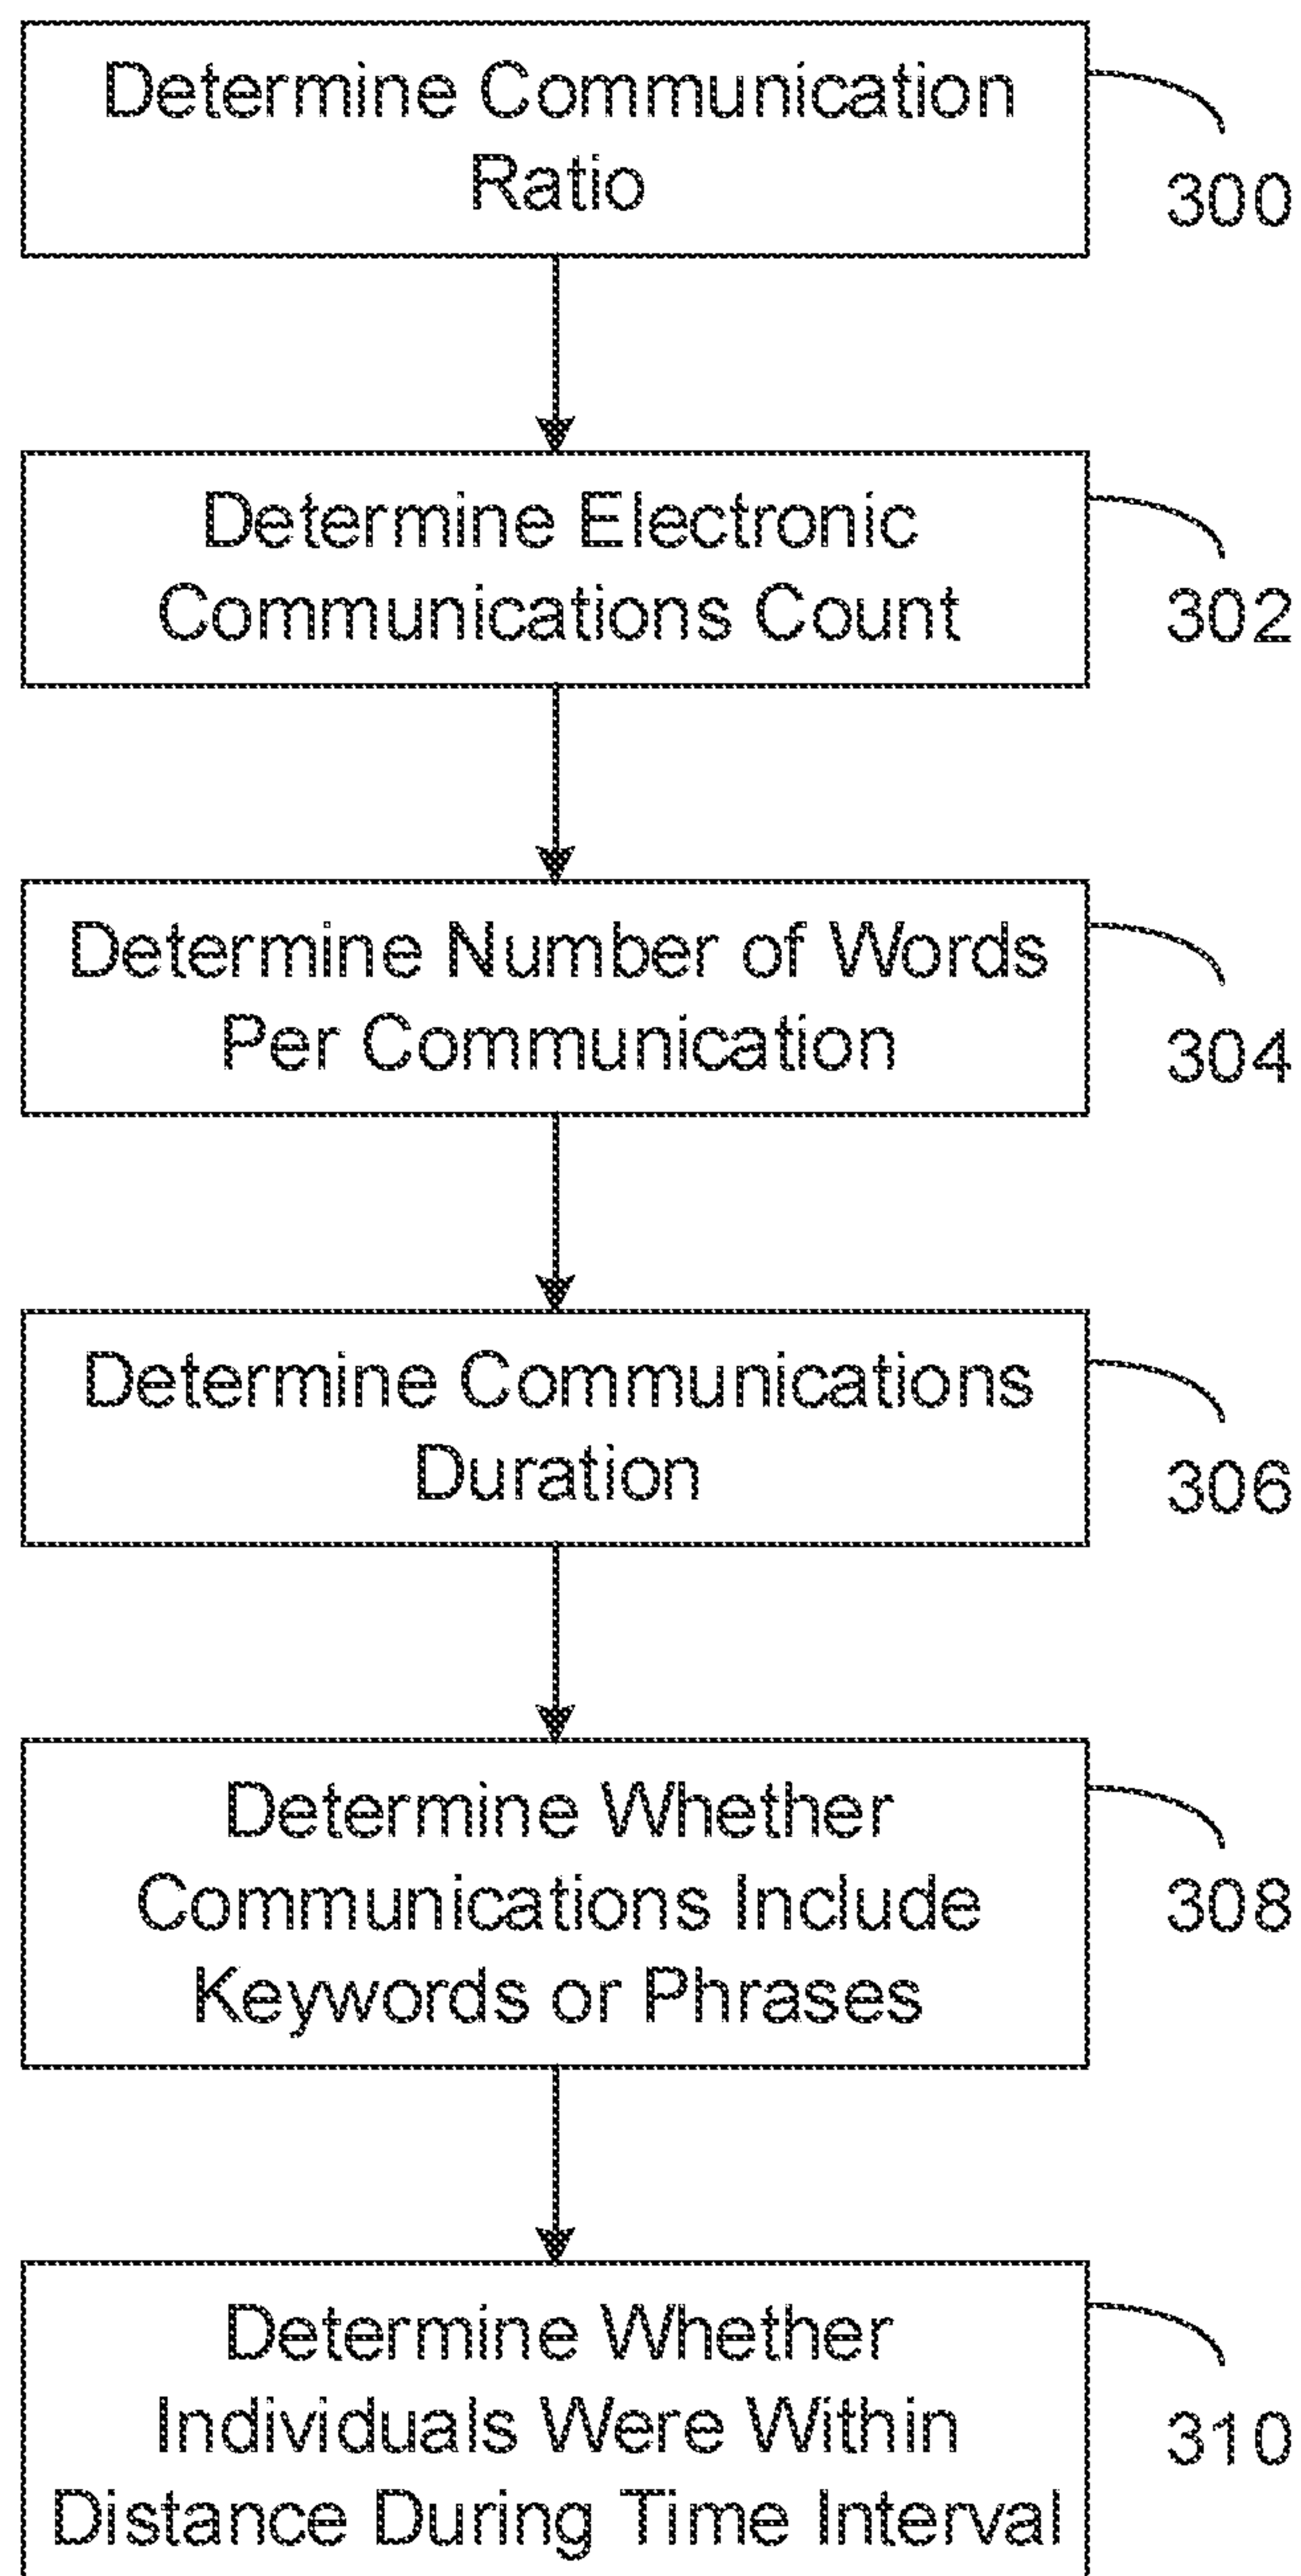 Determine Communication
Ratio
300
Determine Electronic
Communications Count
302
Determine Number of Words
Per Communication
304
Determine Communications
Duration
306
Determine Whether
Communications Include
Keywords or Phrases
308
Determine Whether
Individuals Were Within
Distance During Time Interval
310